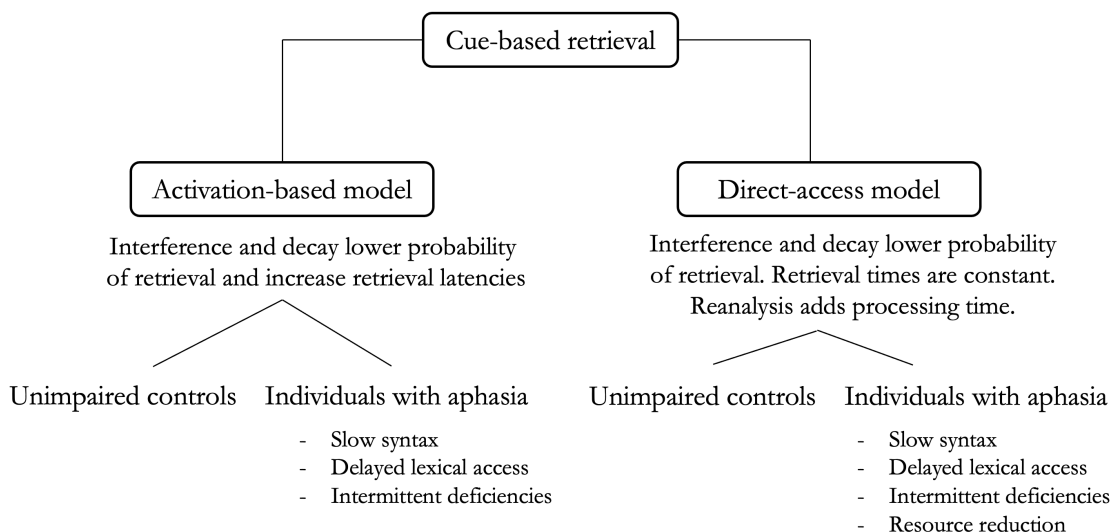 Cue-based retrieval
Activation-based model
Interference and decay lower probability
of retrieval and increase retrieval latencies
Unimpaired controls
Individuals with aphasia
- Slow syntax
- Delayed lexical access
- Intermittent deficiencies
Direct-access model
Interference and decay lower probability
of retrieval. Retrieval times are constant.
Reanalysis adds processing time.
Unimpaired controls
Individuals with aphasia
- Slow syntax
- Delayed lexical access
- Intermittent deficiencies
- Resource reduction